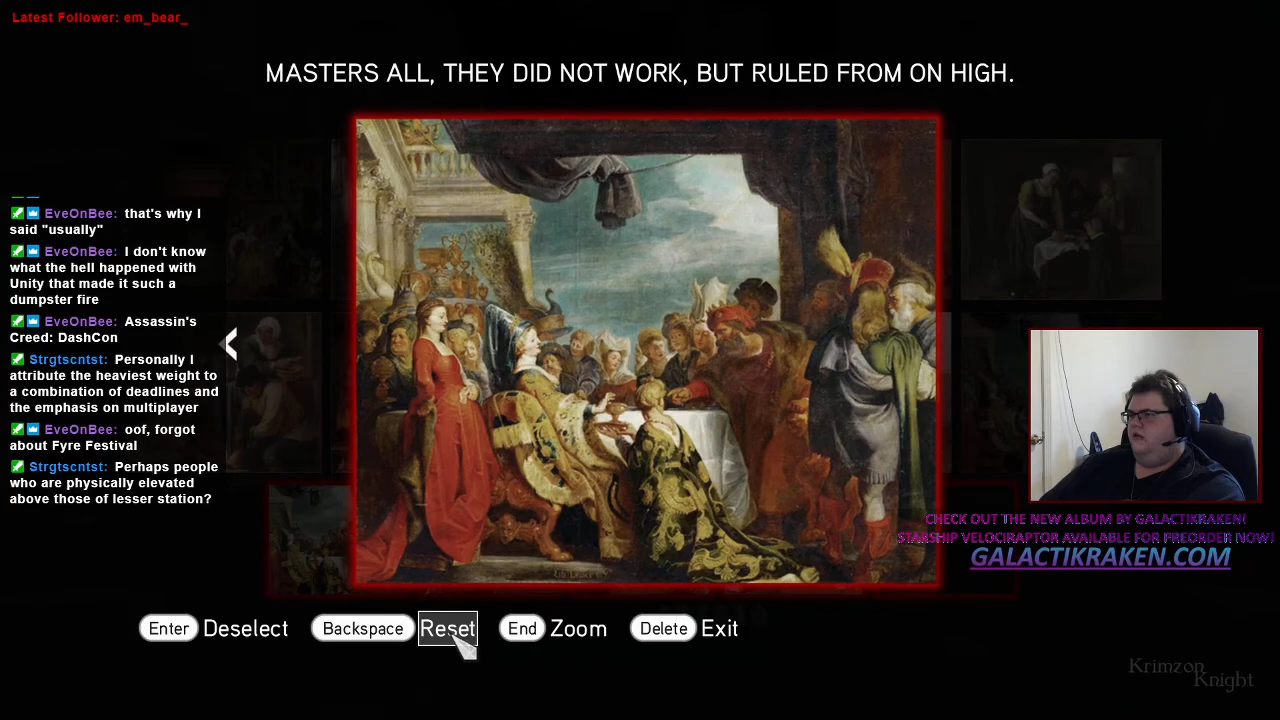 Latest Follower: em_bear_
MASTERS ALL, THEY DID NOT WORK, BUT RULED FROM ON HIGH.
EveOnBee: that's why I
said "usually"
EveOnBee: I don't know
what the hell happened with
Unity that made it such a
dumpster fire
EveOnBee: Assassin's
Creed: DashCon
Strgtscntst: Personally I
attribute the heaviest weight to
a combination of deadlines and
the emphasis on multiplayer
EveOnBee: oof, forgot
about Fyre Festival
Strgtscntst: Perhaps people
who are physically elevated
above those of lesser station?
CHECK OUT THE NEW ALBUM BY GALACTIKRAKEN!
STARSHIP VELOCIRAPTOR AVAILABLE FOR PREORDER NOW!
GALACTIKRAKEN.COM
Enter Deselect Backspace Reset End Zoom Delete Exit
Krimzon
Knight